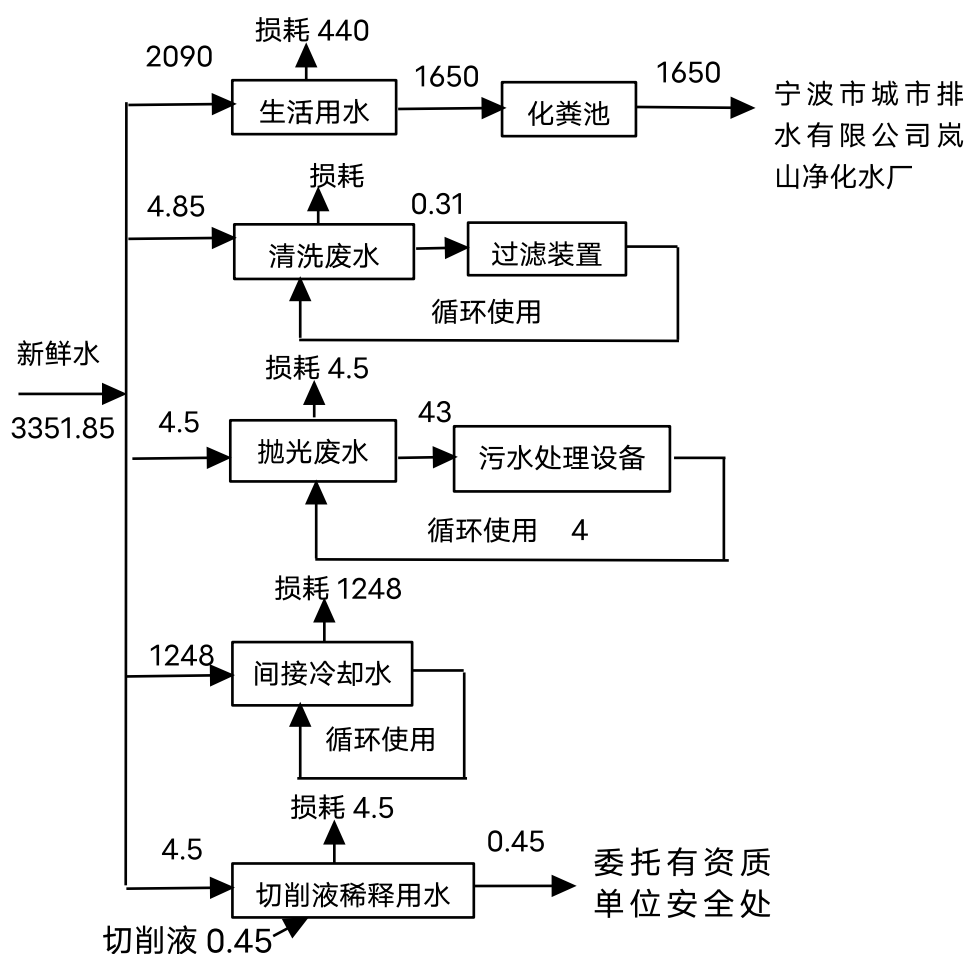 损耗 440
2090
生活用水
1650
化粪池
1650
宁波市城市排
水有限公司岚
山净化水厂
损耗
4.85
清洗废水
0.31
过滤装置
循环使用
新鲜水
3351.85
损耗 4.5
4.5
抛光废水
43
污水处理设备
循环使用 4
损耗 1248
1248
间接冷却水
循环使用
损耗 4.5
4.5
切削液稀释用水
0.45
委托有资质
单位安全处
切削液 0.45